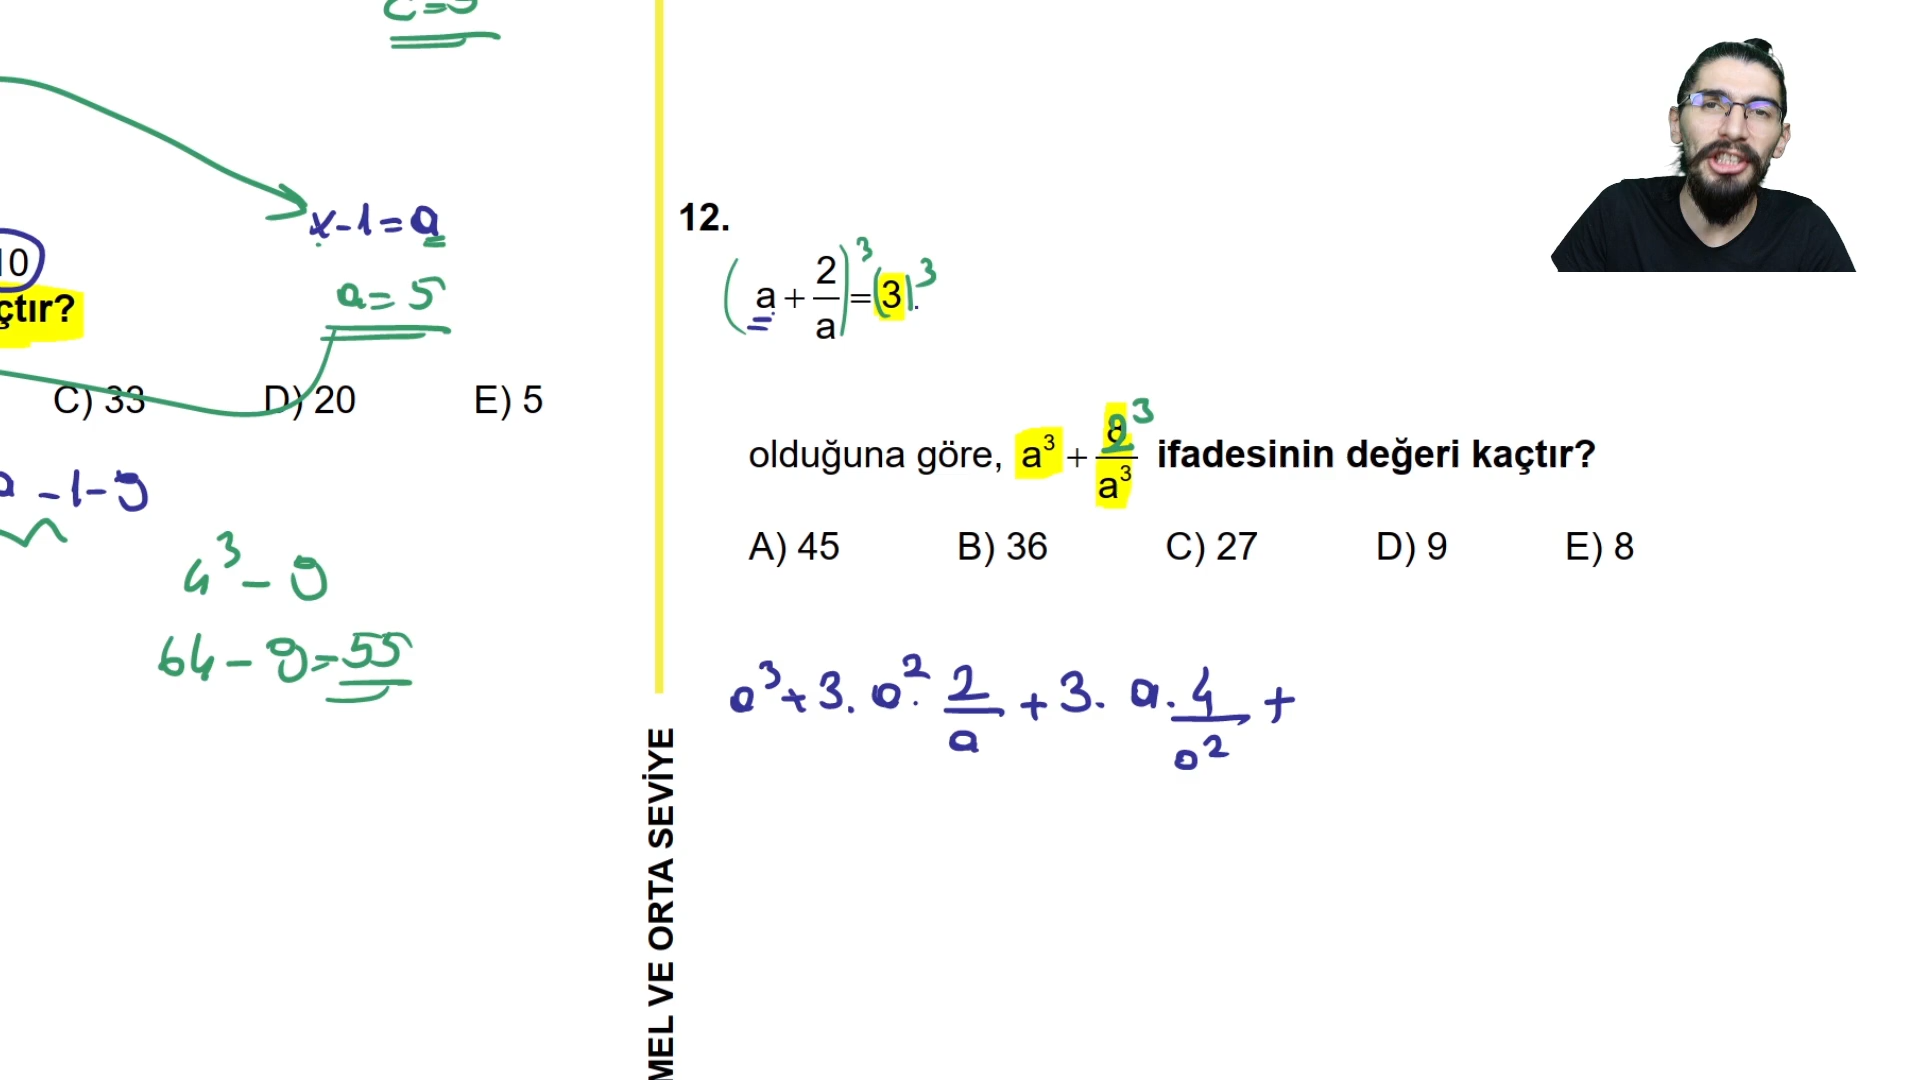 x-1=a
10
a=5
çtır?
C) 33 D) 20 E) 5
-1-9
4³-9
64-9=55
MEL VE ORTA SEVİYE
12.
(a+2/a)³=(3)³.
olduğuna göre, a³+2³/a³ ifadesinin değeri kaçtır?
A) 45 B) 36 C) 27 D) 9 E) 8
a³+3.a².2/a+3.a.4/a²+